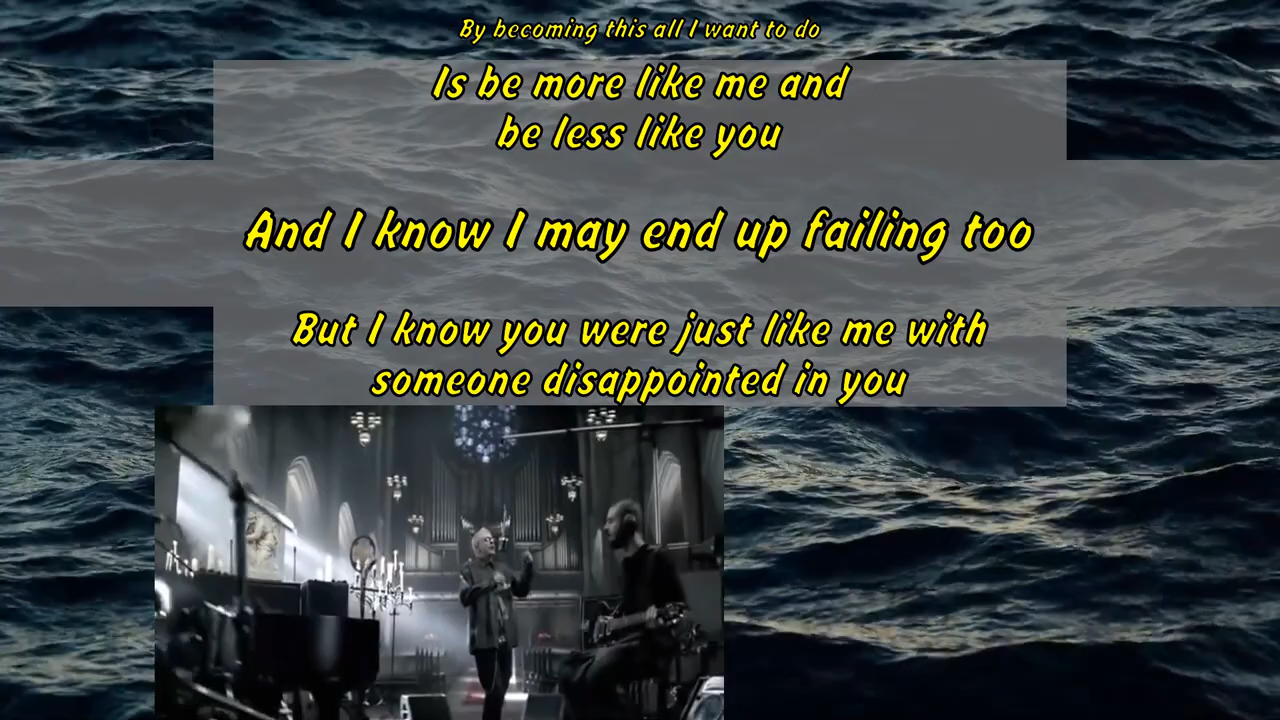 By becoming this all I want to do
Is be more like me and
be less like you
And I know I may end up failing too
But I know you were just like me with
someone disappointed in you